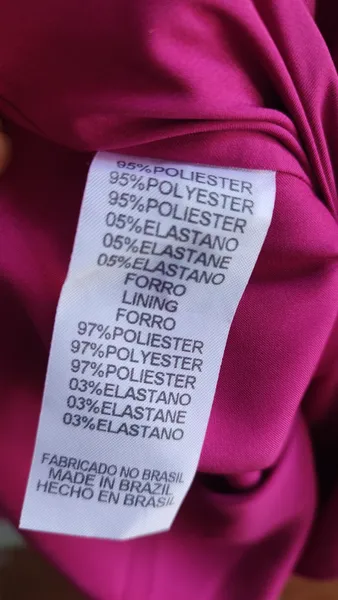 95%POLIESTER
95%POLYESTER
95%POLIESTER
05%ELASTANO
05%ELASTANE
05%ELASTANO
FORRO
LINING
FORRO
97%POLIESTER
97%POLYESTER
97%POLIESTER
03%ELASTANO
03%ELASTANE
03%ELASTANO
FABRICADO NO BRASIL
MADE IN BRAZIL
HECHO EN BRASIL